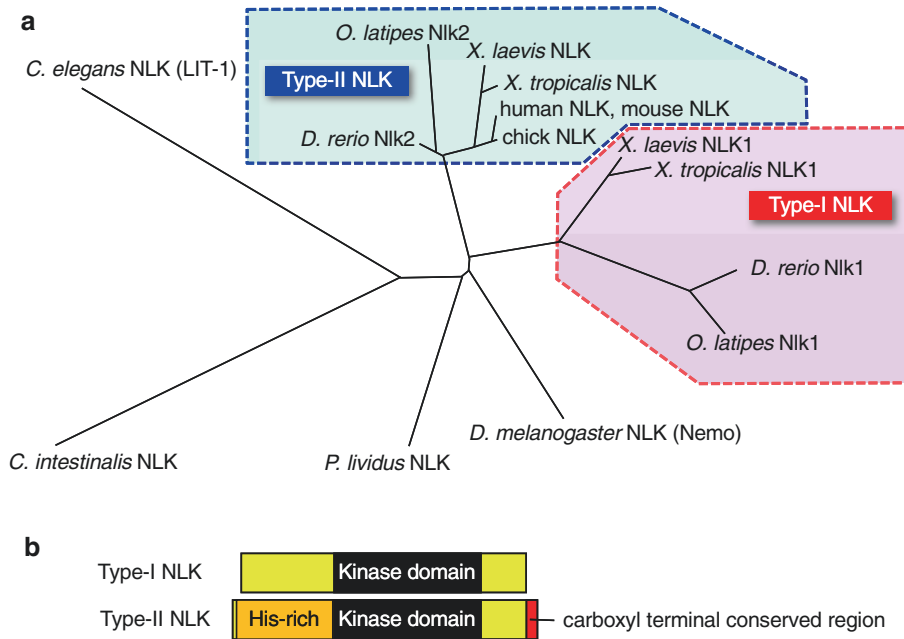 a
O. latipes Nlk2
X. laevis NLK
C. elegans NLK (LIT-1)
Type-II NLK
X. tropicalis NLK
human NLK, mouse NLK
D. rerio Nlk2
chick NLK
X. laevis NLK1
X. tropicalis NLK1
Type-I NLK
D. rerio Nlk1
O. latipes Nlk1
D. melanogaster NLK (Nemo)
C. intestinalis NLK
P. lividus NLK
b
Type-I NLK
Kinase domain
Type-II NLK
His-rich
Kinase domain
carboxyl terminal conserved region